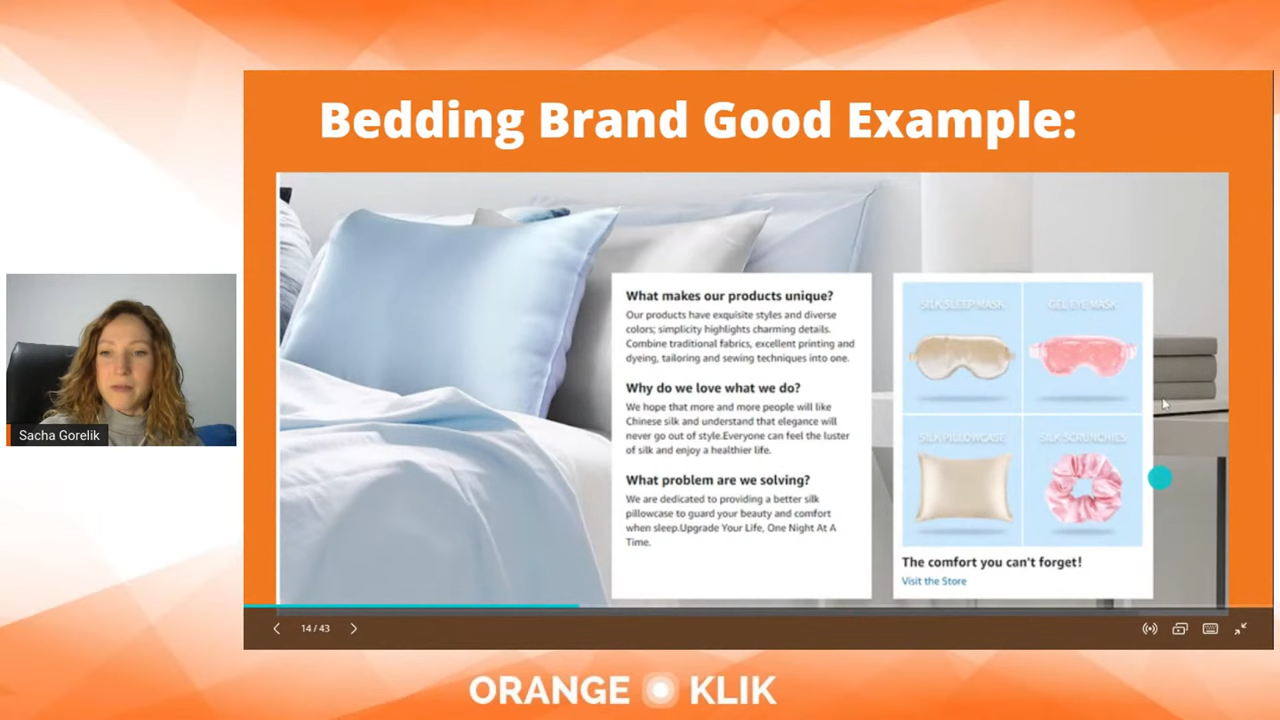 Bedding Brand Good Example:
What makes our products unique?
Our products have exquisite styles and diverse
colors; simplicity highlights charming details.
Combine traditional fabrics, excellent printing and
dyeing, tailoring and sewing techniques into one.
Why do we love what we do?
We hope that more and more people will like
Chinese silk and understand that elegance will
never go out of style.Everyone can feel the luster
of silk and enjoy a healthier life.
What problem are we solving?
We are dedicated to providing a better silk
pillowcase to guard your beauty and comfort
when sleep.Upgrade Your Life, One Night At A
Time.
SILK SLEEP MASK
GEL EYE MASK
SILK PILLOWCASE
SILK SCRUNCHIES
The comfort you can't forget!
Visit the Store
Sacha Gorelik
14 / 43
ORANGE KLIK